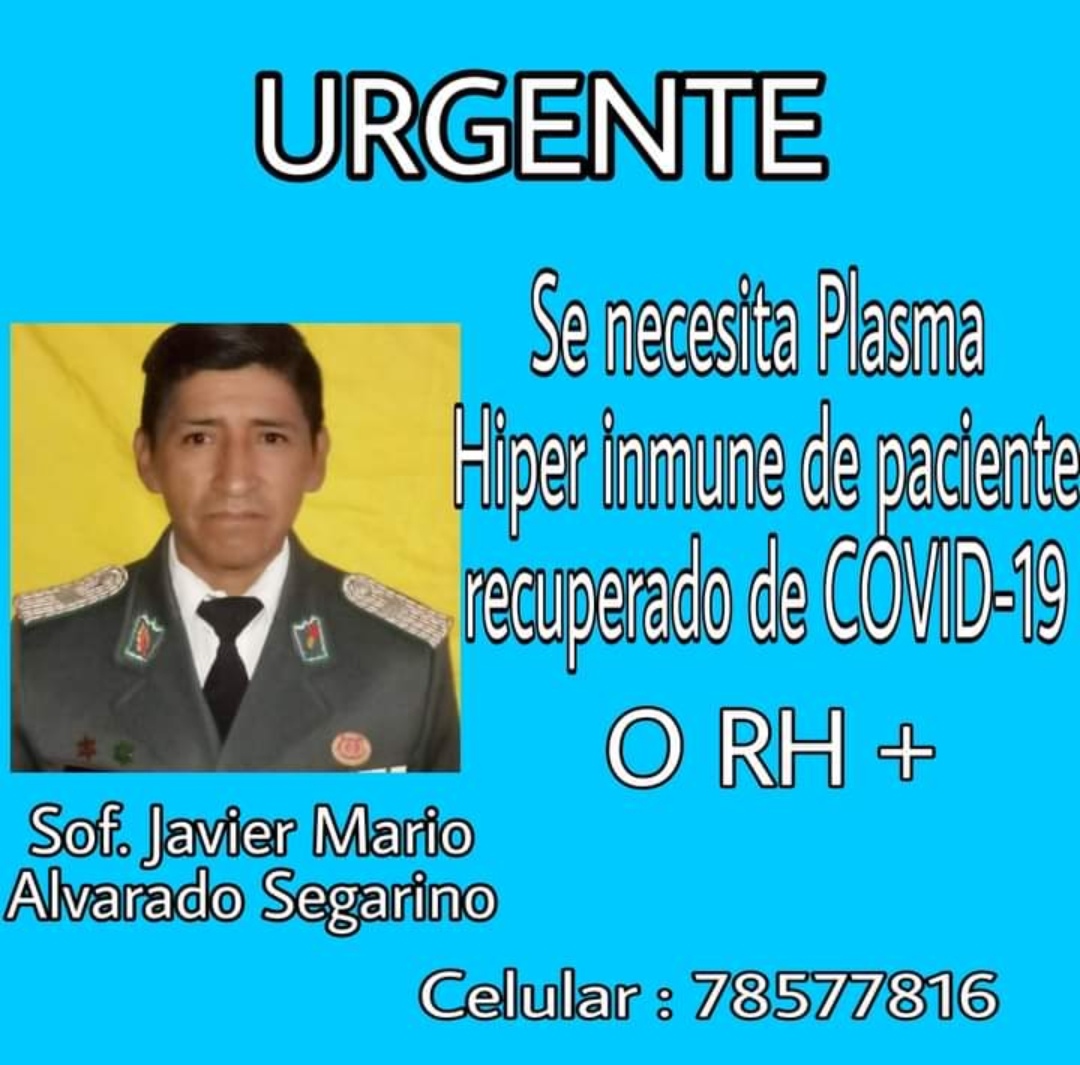 URGENTE
Se necesita Plasma
Hiper inmune de paciente
recuperado de COVID-19
O RH +
Sof. Javier Mario
Alvarado Segarino
Celular : 78577816